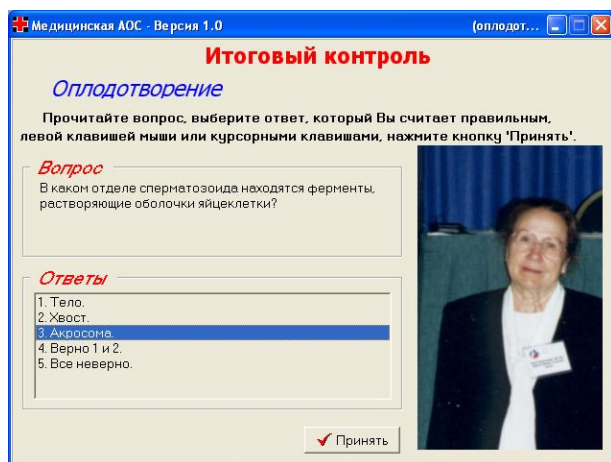 Медицинская АОС - Версия 1.0 (оплодот...
Итоговый контроль
Оплодотворение
Прочитайте вопрос, выберите ответ, который Вы считает правильным,
левой клавишей мыши или курсорными клавишами, нажмите кнопку 'Принять'.
Вопрос
В каком отделе сперматозоида находятся ферменты,
растворяющие оболочки яйцеклетки?
Ответы
1. Тело.
2. Хвост.
3. Акросома.
4. Верно 1 и 2.
5. Все неверно.
Принять